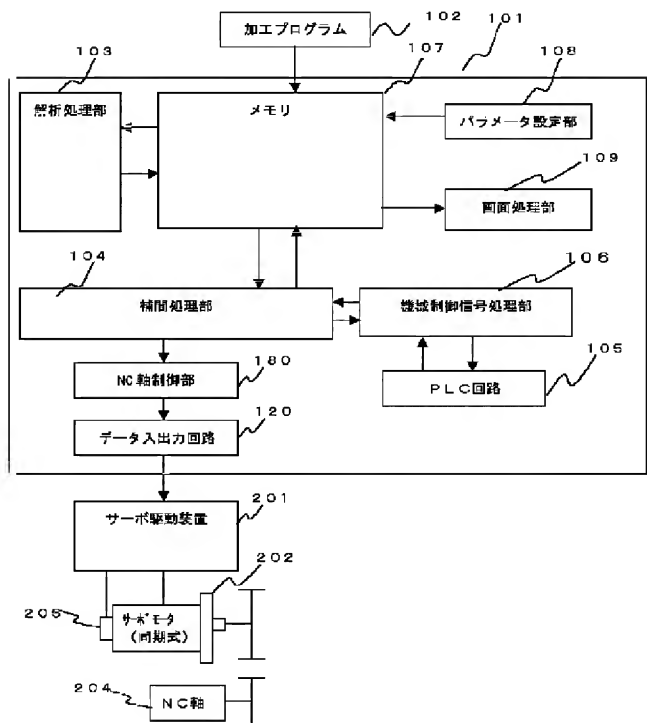 加工プログラム
102
101
103
107
108
解析処理部
メモリ
パラメータ設定部
109
画面処理部
104
106
補間処理部
機械制御信号処理部
180
105
NC軸制御部
PLC回路
120
データ入出力回路
201
サーボ駆動装置
202
205
サーボモータ
(同期式)
204
NC軸